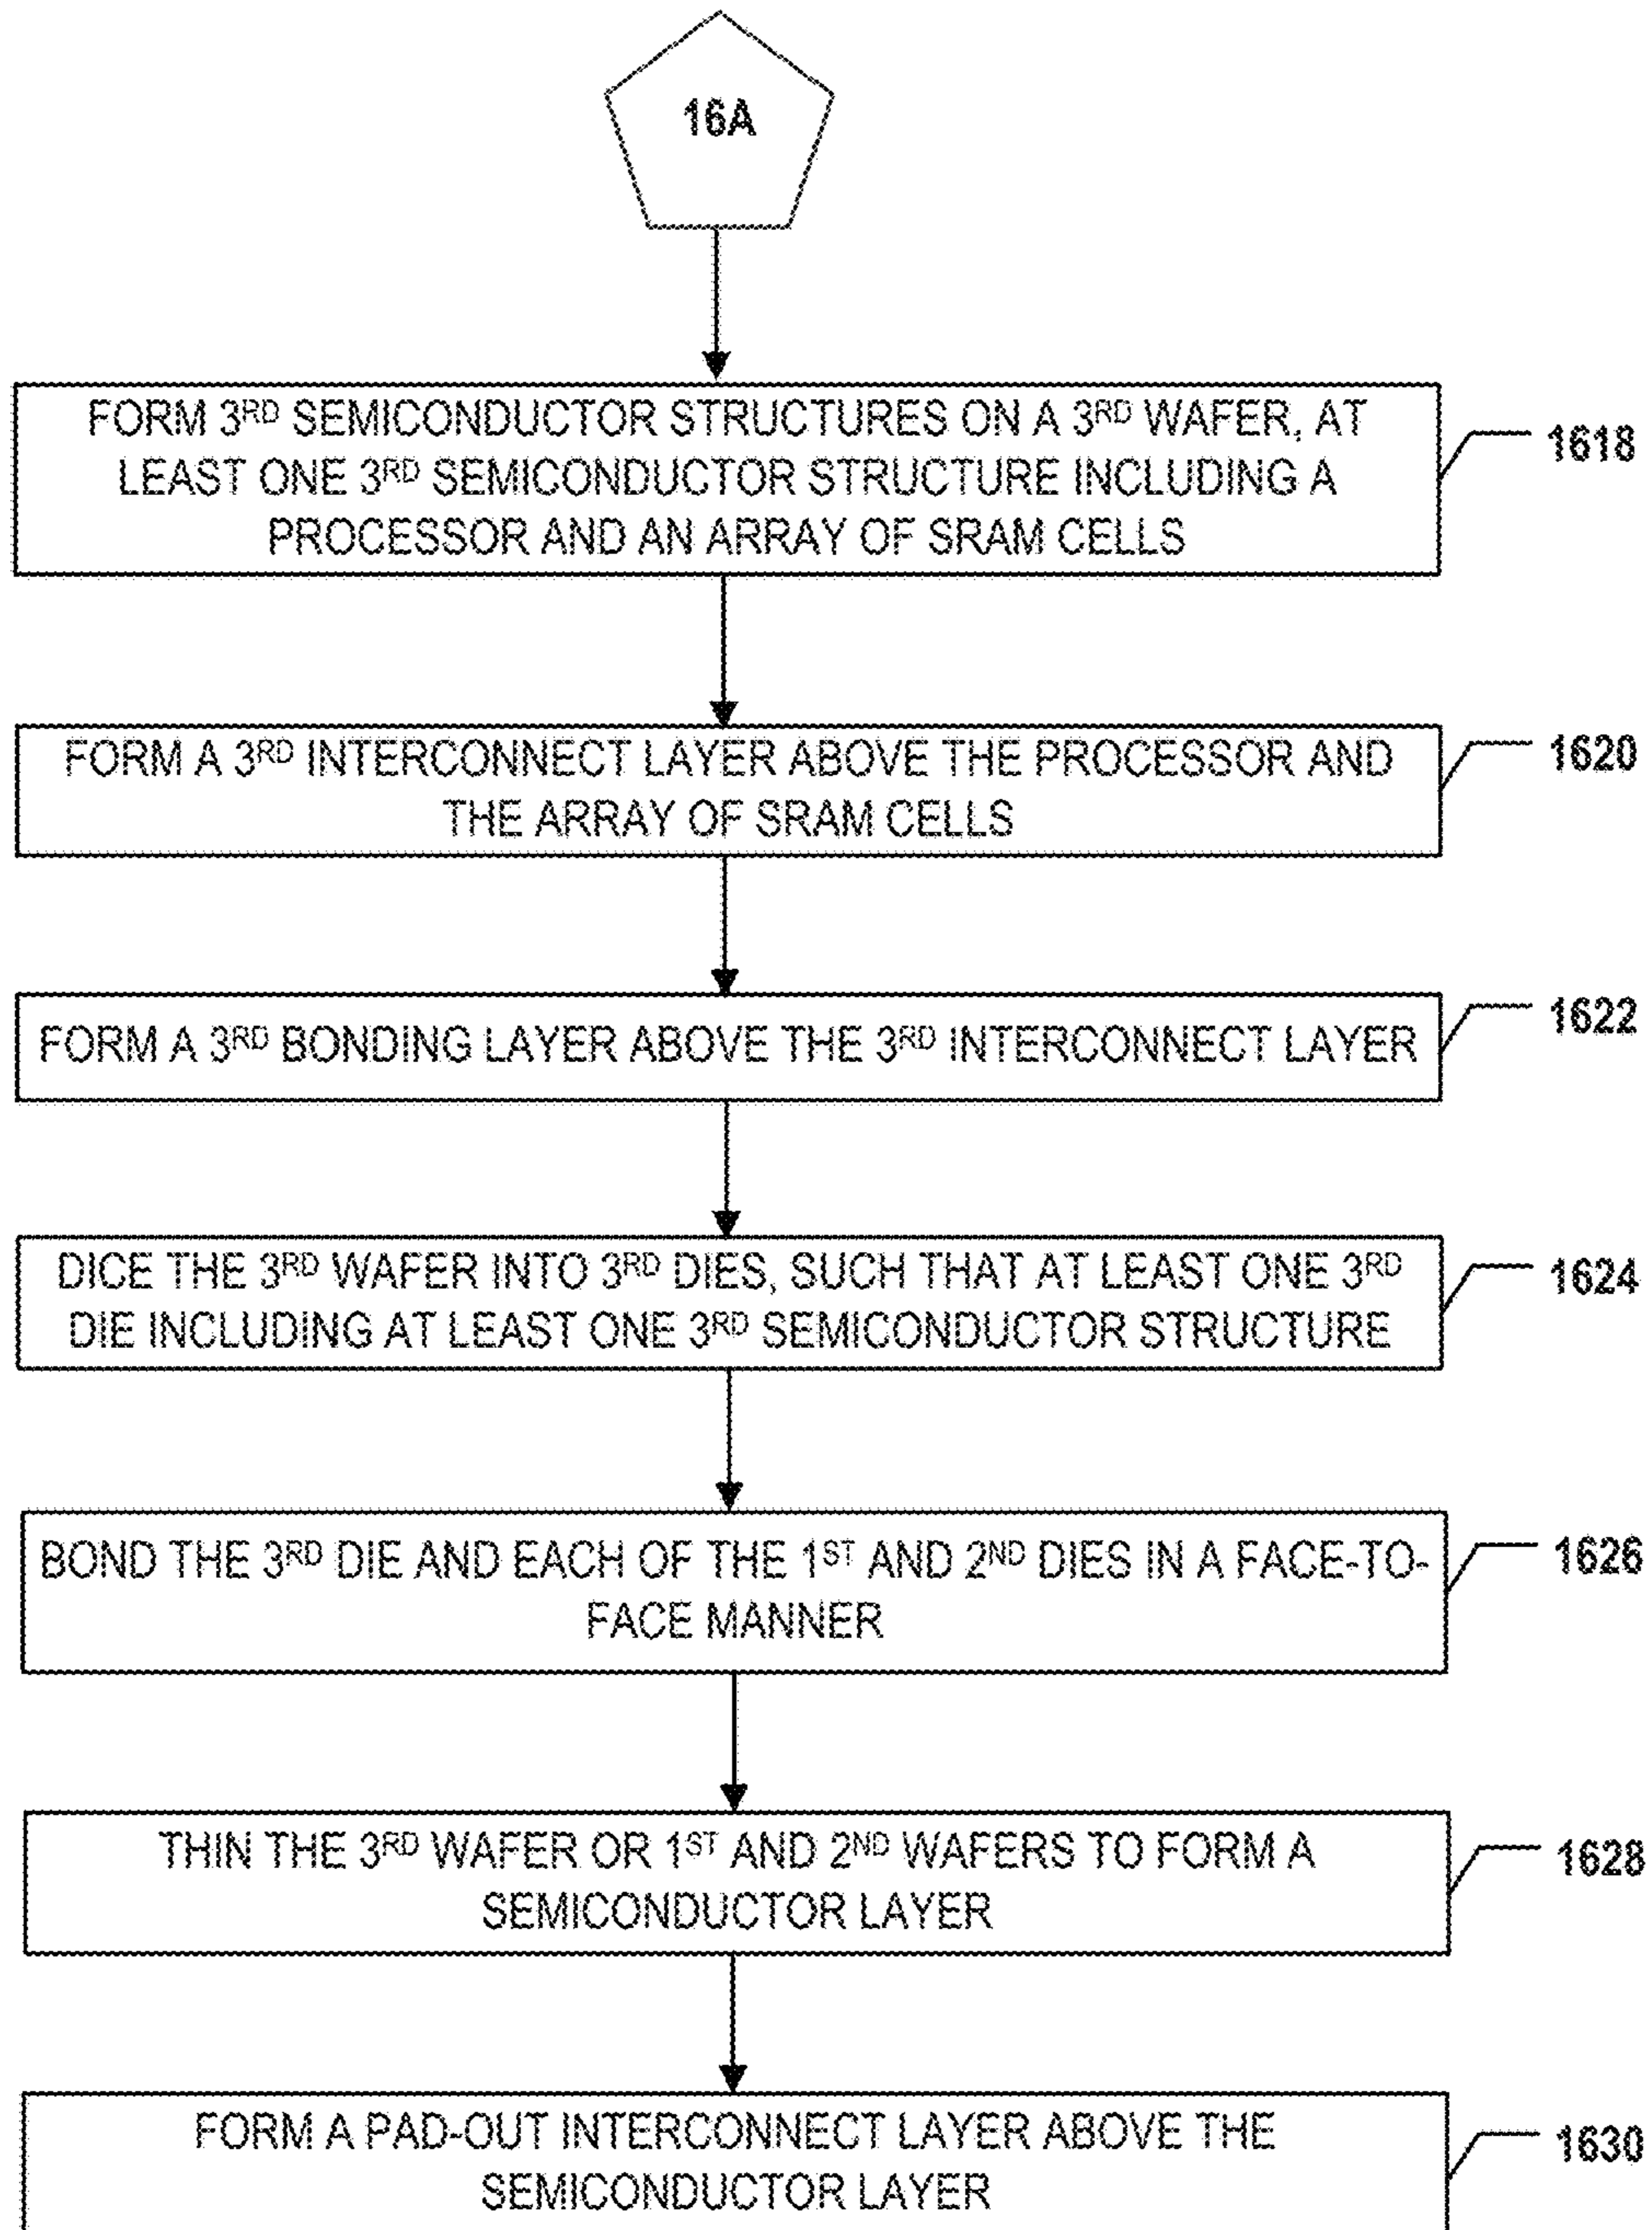 16A
FORM 3RD SEMICONDUCTOR STRUCTURES ON A 3RD WAFER, AT
LEAST ONE 3RD SEMICONDUCTOR STRUCTURE INCLUDING A
PROCESSOR AND AN ARRAY OF SRAM CELLS
1618
FORM A 3RD INTERCONNECT LAYER ABOVE THE PROCESSOR AND
THE ARRAY OF SRAM CELLS
1620
FORM A 3RD BONDING LAYER ABOVE THE 3RD INTERCONNECT LAYER
1622
DICE THE 3RD WAFER INTO 3RD DIES, SUCH THAT AT LEAST ONE 3RD
DIE INCLUDING AT LEAST ONE 3RD SEMICONDUCTOR STRUCTURE
1624
BOND THE 3RD DIE AND EACH OF THE 1ST AND 2ND DIES IN A FACE-TO-
FACE MANNER
1626
THIN THE 3RD WAFER OR 1ST AND 2ND WAFERS TO FORM A
SEMICONDUCTOR LAYER
1628
FORM A PAD-OUT INTERCONNECT LAYER ABOVE THE
SEMICONDUCTOR LAYER
1630